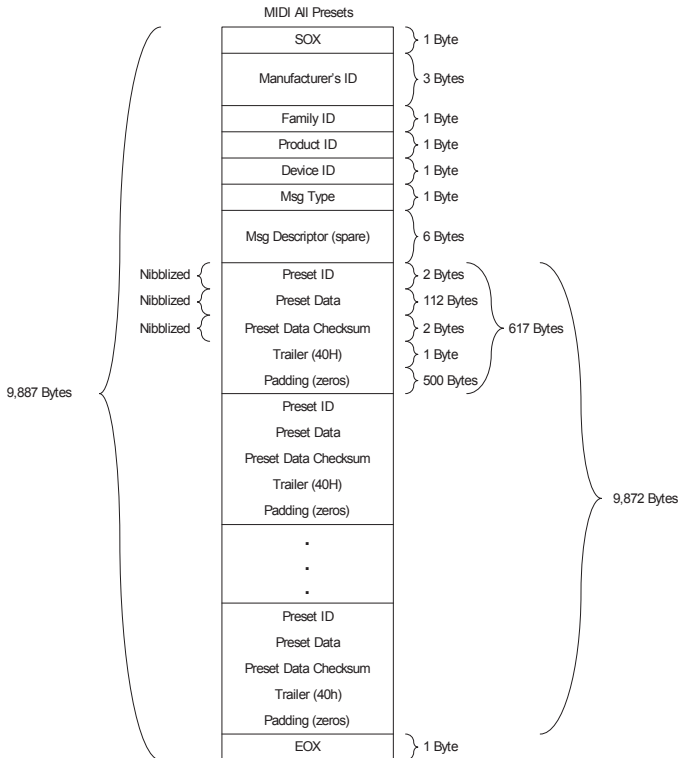 MIDI All Presets
SOX 1 Byte
Manufacturer's ID 3 Bytes
Family ID 1 Byte
Product ID 1 Byte
Device ID 1 Byte
Msg Type 1 Byte
Msg Descriptor (spare) 6 Bytes
Nibblized Preset ID 2 Bytes
Nibblized Preset Data 112 Bytes
Nibblized Preset Data Checksum 2 Bytes 617 Bytes
Trailer (40H) 1 Byte
Padding (zeros) 500 Bytes
9,887 Bytes
Preset ID
Preset Data
Preset Data Checksum
Trailer (40H)
9,872 Bytes
Padding (zeros)
.
.
.
Preset ID
Preset Data
Preset Data Checksum
Trailer (40h)
Padding (zeros)
EOX 1 Byte